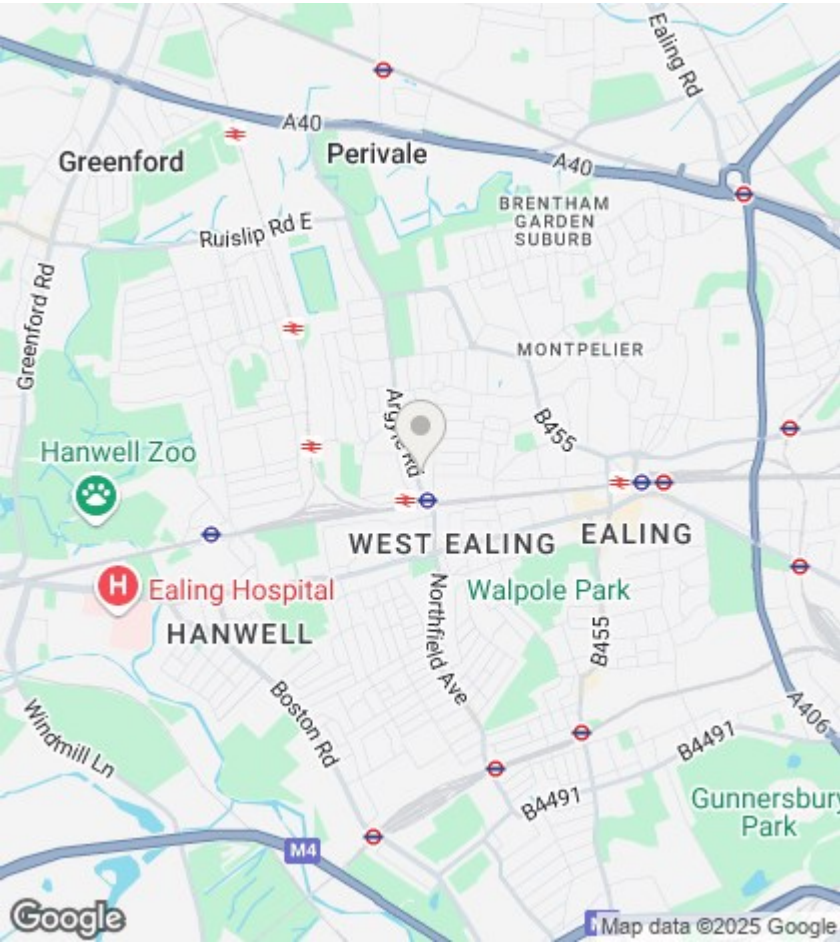 Ealing Rd
A40
Greenford
Perivale
A40
BRENTHAM
GARDEN
SUBURB
Ruislip Rd E
Greenford Rd
MONTPELIER
Argyle Rd
B455
Hanwell Zoo
WEST EALING
EALING
H
Ealing Hospital
Walpole Park
Northfield Ave
HANWELL
B455
Boston Rd
Windmill Ln
A406
B4491
B4491
Gunnersbury
Park
M4
Google
Map data ©2025 Google